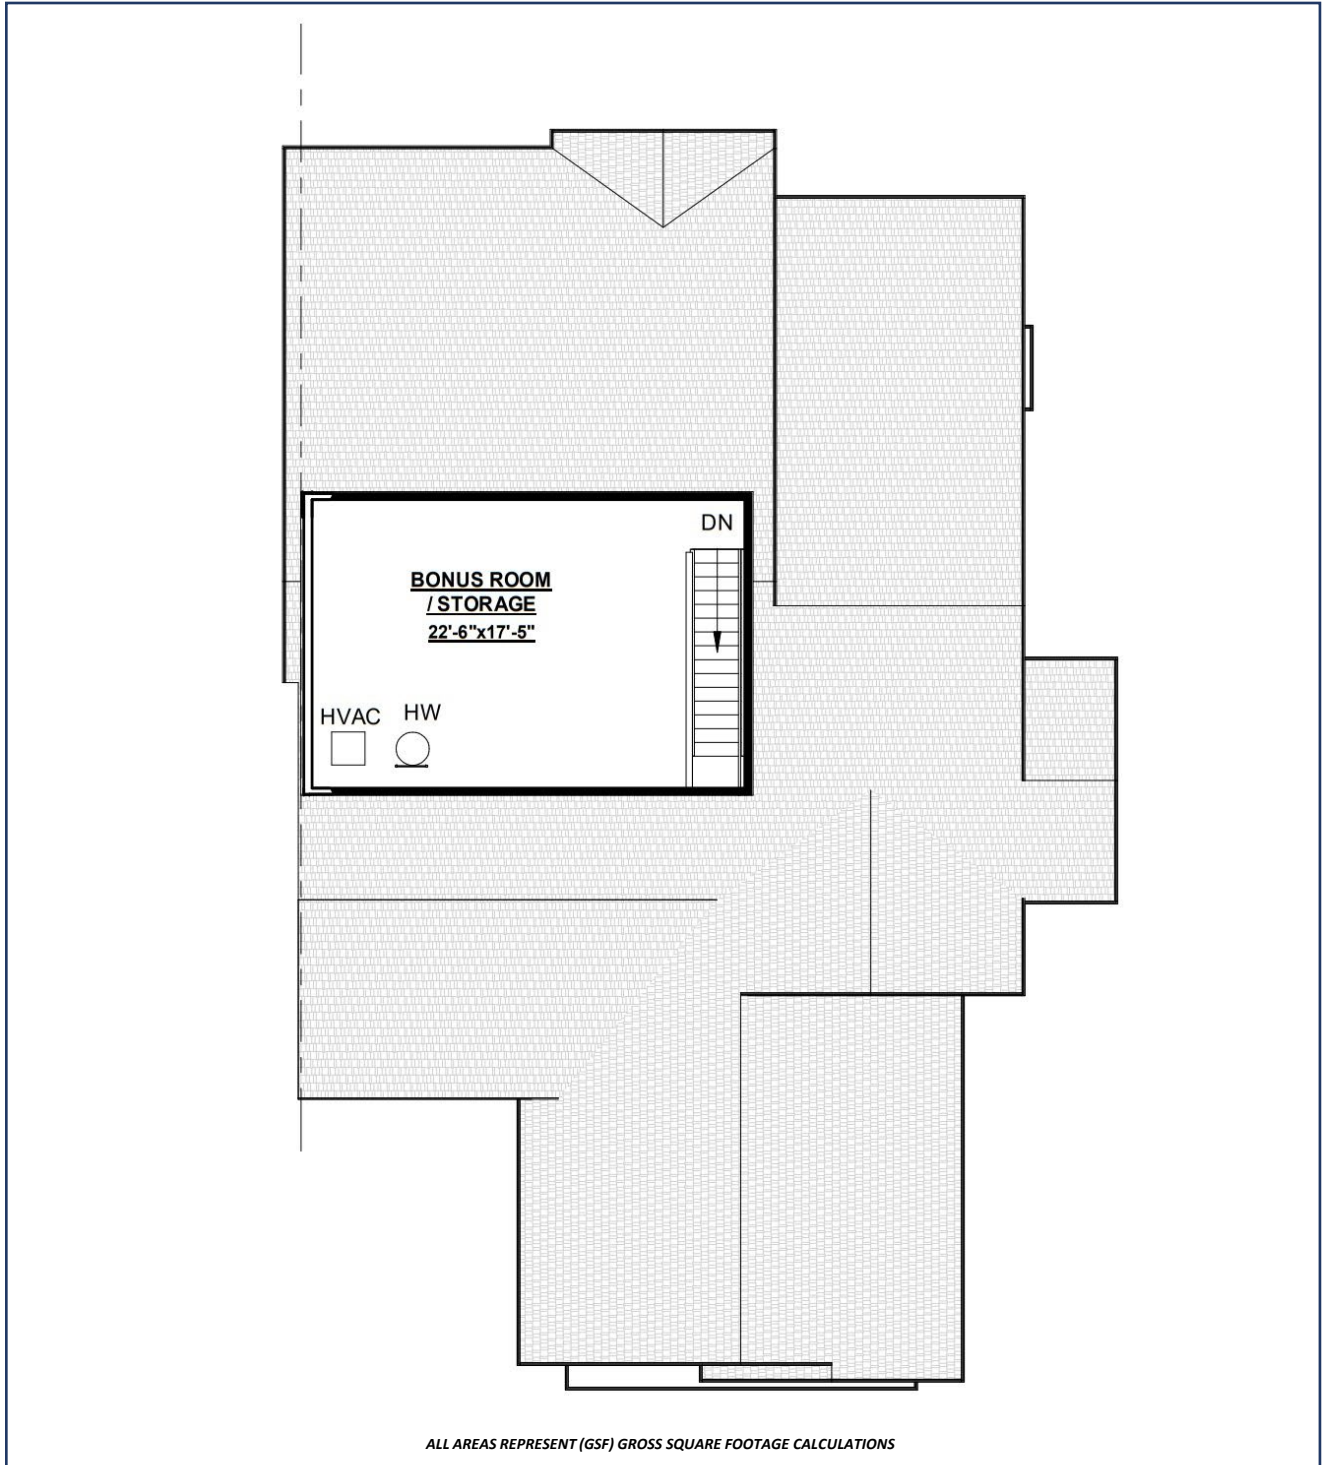 DN
BONUS ROOM
/ STORAGE
22'-6"x17'-5"
HVAC HW
ALL AREAS REPRESENT (GSF) GROSS SQUARE FOOTAGE CALCULATIONS